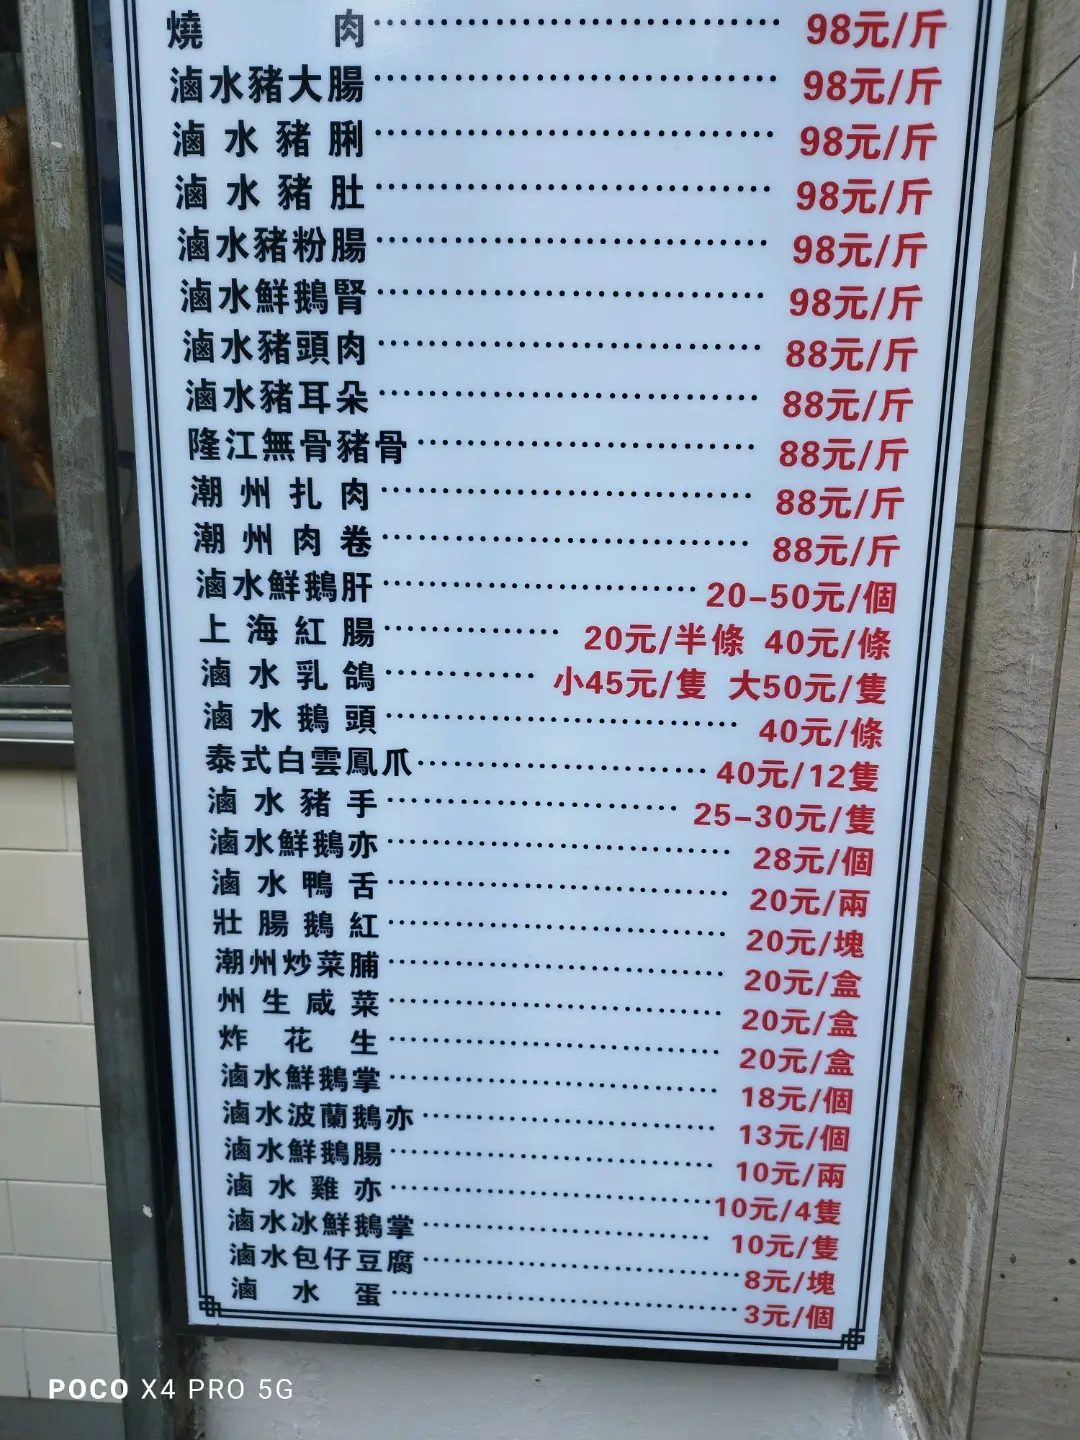 燒肉 98元/斤
滷水豬大腸 98元/斤
滷水豬脷 98元/斤
滷水豬肚 98元/斤
滷水豬粉腸 98元/斤
滷水鮮鵝腎 98元/斤
滷水豬頭肉 88元/斤
滷水豬耳朵 88元/斤
隆江無骨豬骨 88元/斤
潮州扎肉 88元/斤
潮州肉卷 88元/斤
滷水鮮鵝肝 20-50元/個
上海紅腸 20元/半條 40元/條
滷水乳鴿 小45元/隻 大50元/隻
滷水鵝頭 40元/條
泰式白雲鳳爪 40元/12隻
滷水豬手 25-30元/隻
滷水鮮鵝亦 28元/個
滷水鴨舌 20元/兩
壯腸鵝紅 20元/塊
潮州炒菜脯 20元/盒
州生咸菜 20元/盒
炸花生 20元/盒
滷水鮮鵝掌 18元/個
滷水波蘭鵝亦 13元/個
滷水鮮鵝腸 10元/兩
滷水雞亦 10元/4隻
滷水冰鮮鵝掌 10元/隻
滷水包仔豆腐 8元/塊
滷水蛋 3元/個
POCO X4 PRO 5G